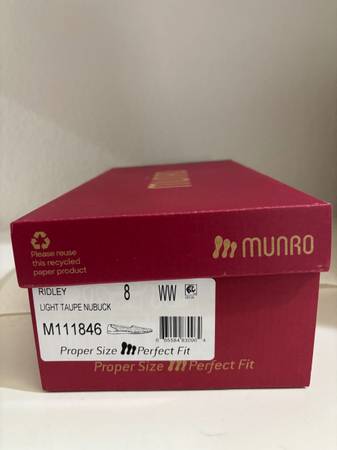 MUNRO
Please reuse
this recycled
paper product
MUNRO
RIDLEY 8 WW
LIGHT TAUPE NUBUCK
M111846
Proper Size Perfect Fit
Proper Size Perfect Fit